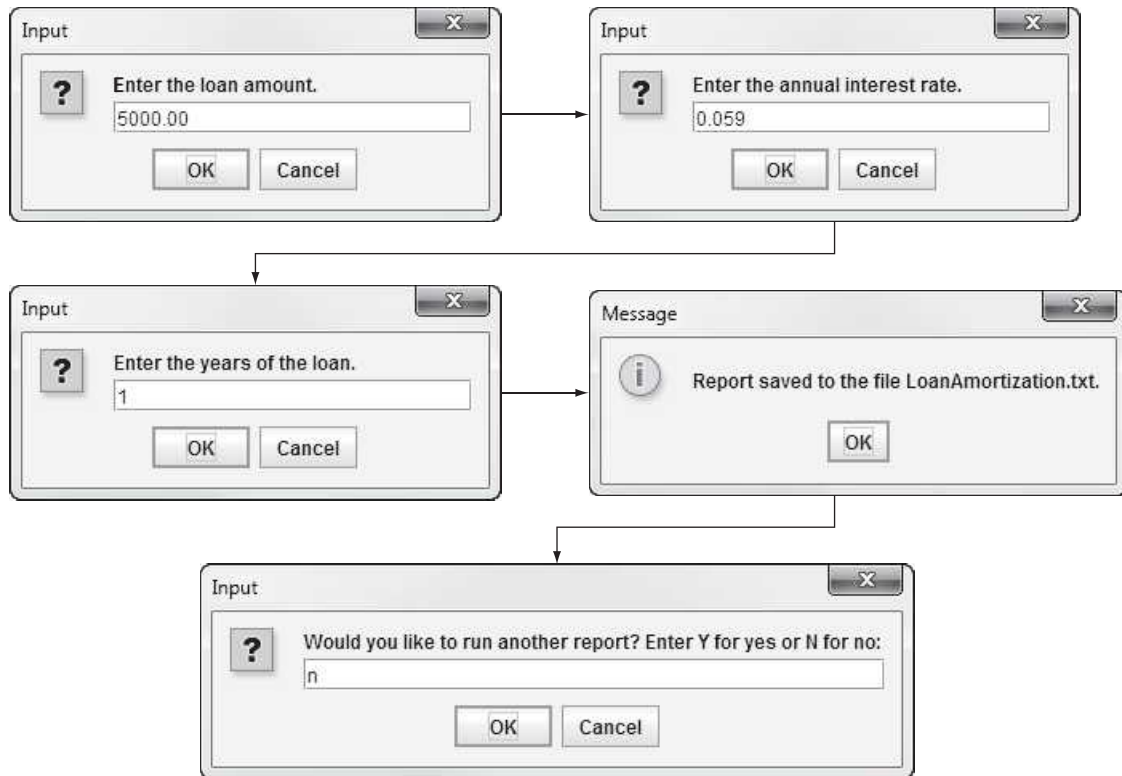 Input
Enter the loan amount.
5000.00
OK Cancel
Input
Enter the annual interest rate.
0.059
OK Cancel
Input
Enter the years of the loan.
1
OK Cancel
Message
Report saved to the file LoanAmortization.txt.
OK
Input
Would you like to run another report? Enter Y for yes or N for no:
n
OK Cancel